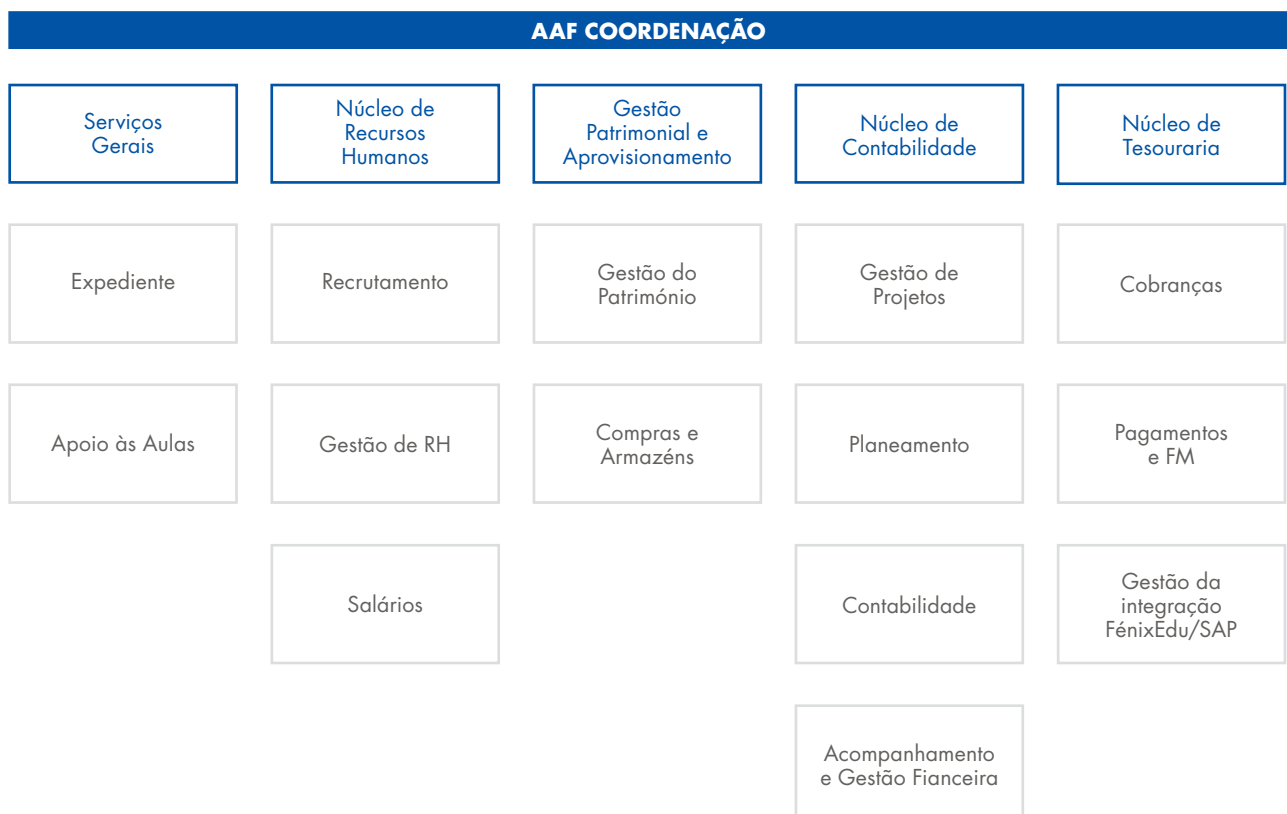 AAF COORDENAÇÃO
Serviços
Gerais
Núcleo de
Recursos
Humanos
Gestão
Patrimonial e
Aprovisionamento
Núcleo de
Contabilidade
Núcleo de
Tesouraria
Expediente
Recrutamento
Gestão do
Património
Gestão de
Projetos
Cobranças
Apoio às Aulas
Gestão de RH
Compras e
Armazéns
Planeamento
Pagamentos
e FM
Salários
Contabilidade
Gestão da
integração
FénixEdu/SAP
Acompanhamento
e Gestão Fianceira